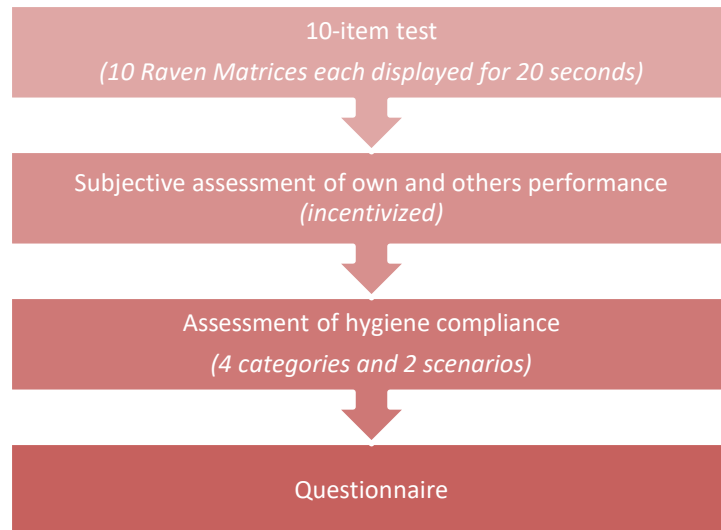 10-item test
(10 Raven Matrices each displayed for 20 seconds)
Subjective assessment of own and others performance
(incentivized)
Assessment of hygiene compliance
(4 categories and 2 scenarios)
Questionnaire